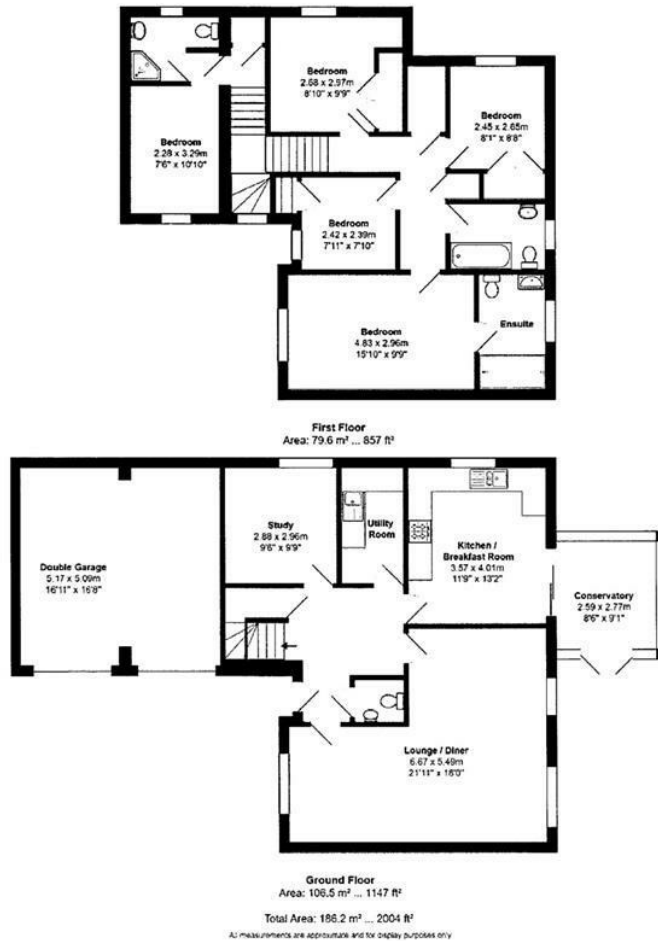 Bedroom
2.68 x 2.97m
8'10" x 9'9"
Bedroom
2.45 x 2.65m
8'1" x 8'8"
Bedroom
2.28 x 3.29m
7'6" x 10'10"
Bedroom
2.42 x 2.39m
7'11" x 7'10"
Bedroom
4.83 x 2.96m
15'10" x 9'9"
Ensuite
First Floor
Area: 79.6 m² ... 857 ft²
Study
2.88 x 2.96m
9'6" x 9'9"
Utility
Room
Kitchen /
Breakfast Room
3.57 x 4.01m
11'9" x 13'2"
Double Garage
5.17 x 5.09m
16'11" x 16'8"
Conservatory
2.59 x 2.77m
8'6" x 9'1"
Lounge / Diner
6.67 x 5.49m
21'11" x 18'0"
Ground Floor
Area: 106.5 m² ... 1147 ft²
Total Area: 186.2 m² ... 2004 ft²
All measurements are approximate and for display purposes only